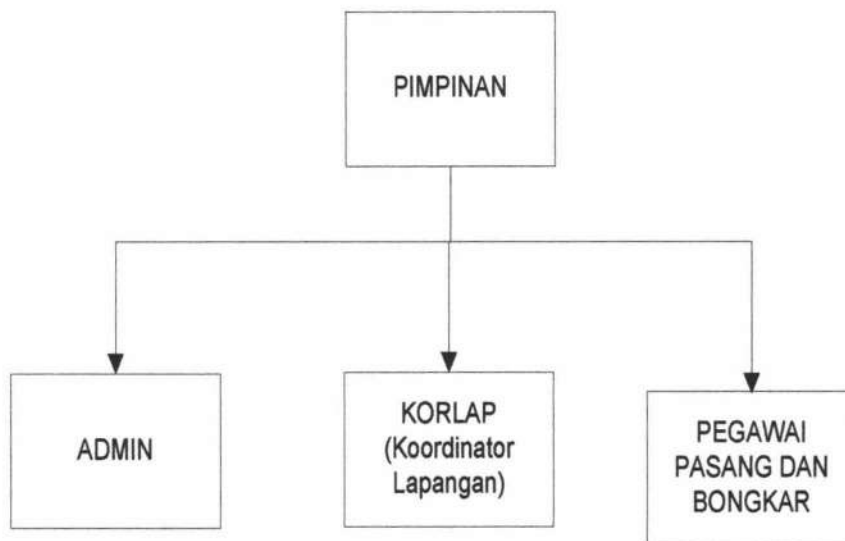 PIMPINAN
ADMIN
KORLAP
(Koordinator
Lapangan)
PEGAWAI
PASANG DAN
BONGKAR